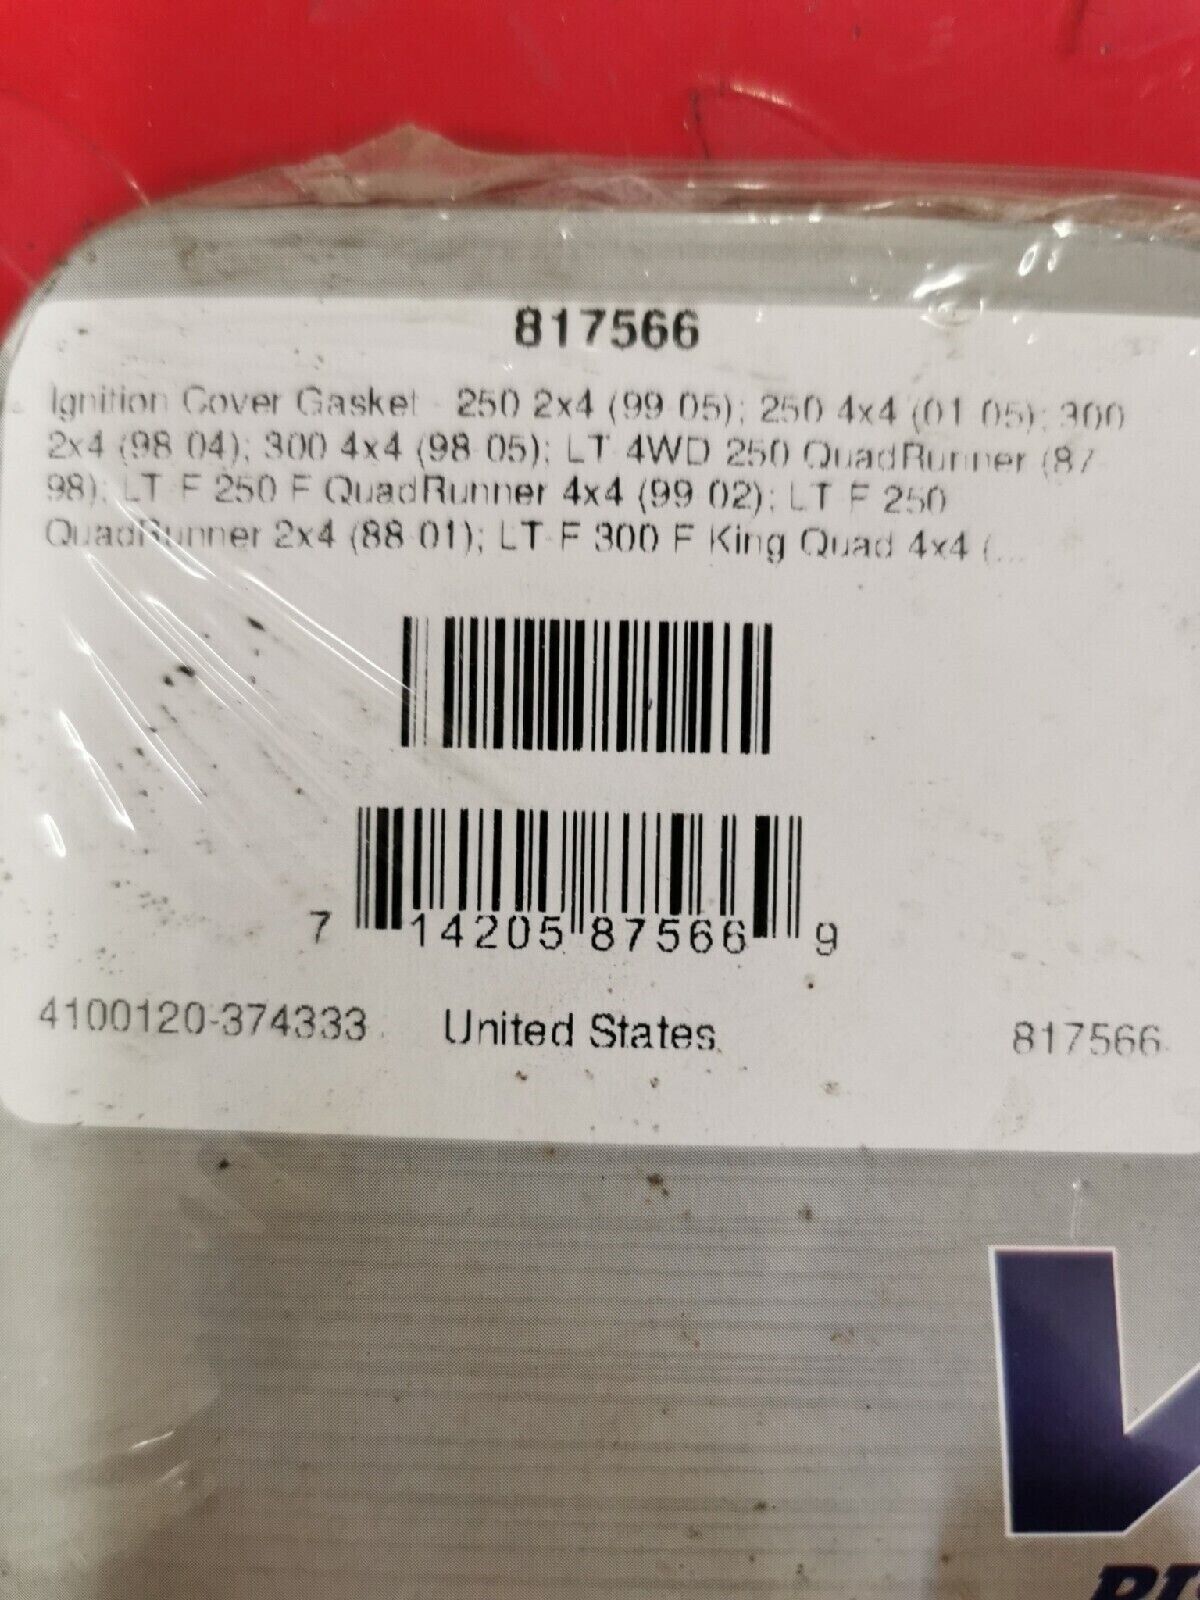 817566
Ignition Cover Gasket - 250 2x4 (99 05); 250 4x4 (01 05); 300
2x4 (98 04); 300 4x4 (98 05); LT 4WD 250 QuadRunner (87-
98); LT F 250 F QuadRunner 4x4 (99 02); LT F 250
QuadRunner 2x4 (88 01); LT-F 300 F King Quad 4x4 (...
7 14205 87566 9
4100120-374333 United States 817566